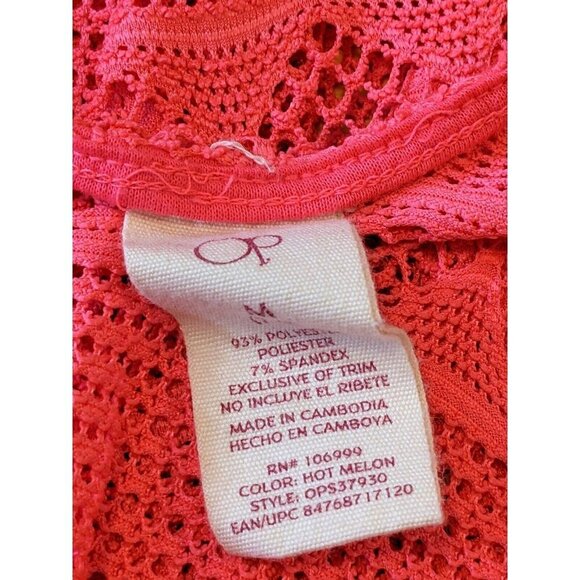 Op
M
93% POLYESTER
POLIESTER
7% SPANDEX
EXCLUSIVE OF TRIM
NO INCLUYE EL RIBETE
MADE IN CAMBODIA
HECHO EN CAMBOYA
RN# 106999
COLOR: HOT MELON
STYLE: OPS37930
EAN/UPC 84768717120